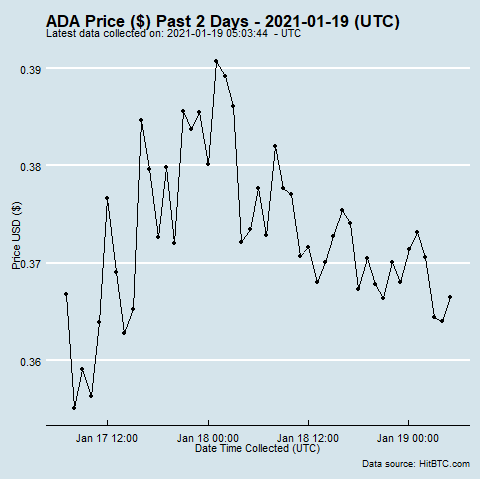 ADA Price ($) Past 2 Days - 2021-01-19 (UTC)
Latest data collected on: 2021-01-19 05:03:44 - UTC
0.39
0.38
0.37
0.36
Price USD ($)
Jan 17 12:00
Jan 18 00:00
Jan 18 12:00
Jan 19 00:00
Date Time Collected (UTC)
Data source: HitBTC.com